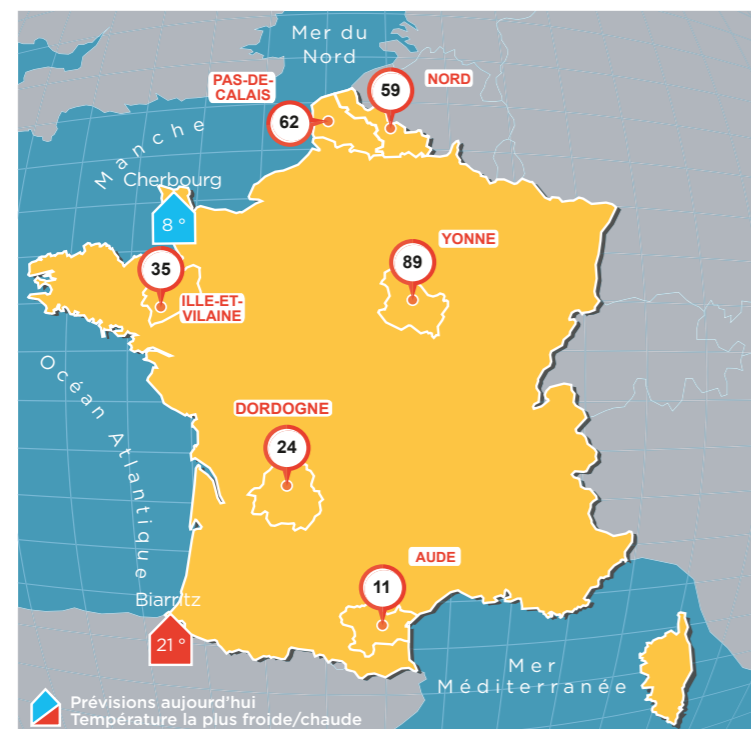 Mer du
Nord
PAS-DE-
CALAIS
59
NORD
62
Manche
Cherbourg
8 °
YONNE
35
89
ILLE-ET-
VILAINE
Océan Atlantique
DORDOGNE
24
AUDE
11
Biarritz
21 °
Mer
Méditerranée
Prévisions aujourd'hui
Température la plus froide/chaude